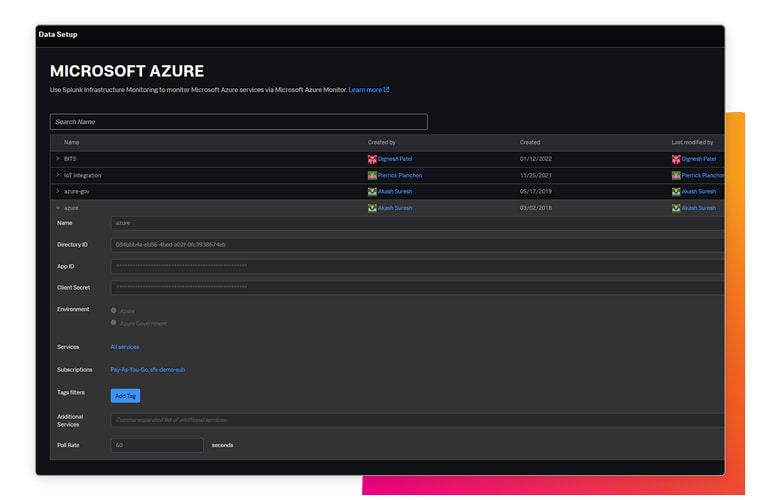 Data Setup
MICROSOFT AZURE
Use Splunk Infrastructure Monitoring to monitor Microsoft Azure services via Microsoft Azure Monitor. Learn more
Search Name
Name Created by Created Last modified by
BITS Dignesh Patel 01/12/2022 Dignesh Patel
IoT Integration Pierrick Planchon 11/25/2021 Pierrick Planchon
azure-gov Akash Suresh 05/17/2019 Akash Suresh
azure Akash Suresh 03/02/2018 Akash Suresh
Name azure
Directory ID
App ID
Client Secret
Environment Azure
Azure Government
Services All services
Subscriptions Pay-As-You-Go, sfx-demo-sub
Tags filters Add Tag
Additional Services Comma separated list of additional services
Poll Rate 60 seconds